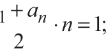 ₁ + aₙ / 2 · n = 1;